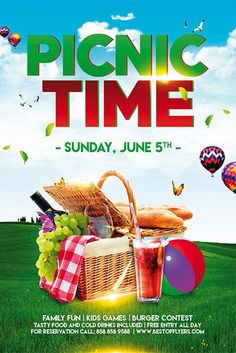 PICNIC
TIME
- SUNDAY, JUNE 5TH -
FAMILY FUN | KIDS GAMES | BURGER CONTEST
TASTY FOOD AND COLD DRINKS INCLUDED | FREE ENTRY ALL DAY
FOR RESERVATION CALL: 858 858 9588 | WWW.BESTOFFLYERS.COM